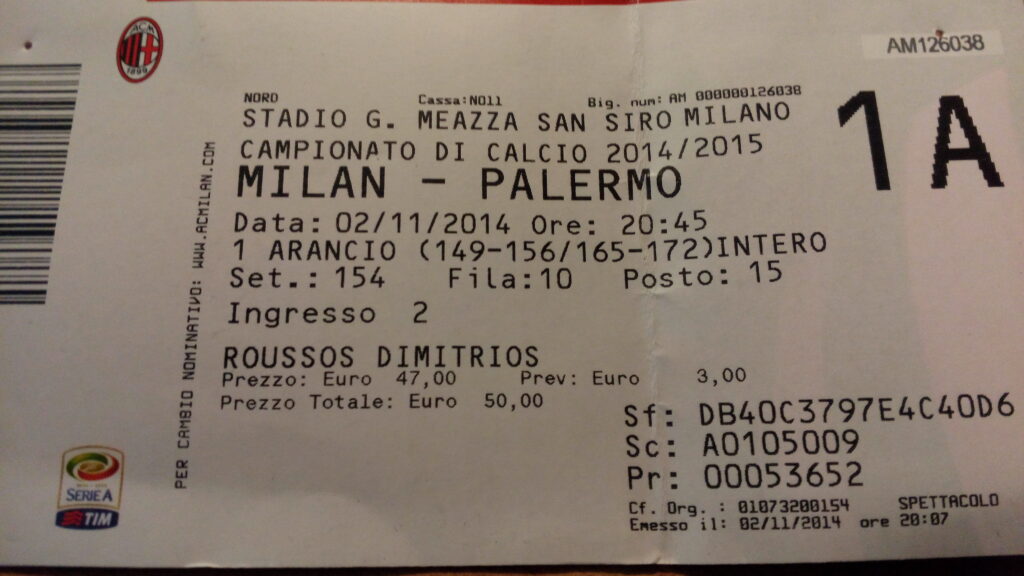 ACM
1899
AM126038
NORD Cassa:NO11 Big. num: AM 000000126038
STADIO G. MEAZZA SAN SIRO MILANO
1A
CAMPIONATO DI CALCIO 2014/2015
MILAN - PALERMO
Data: 02/11/2014 Ore: 20:45
1 ARANCIO (149-156/165-172)INTERO
Set.: 154 Fila:10 Posto: 15
Ingresso 2
ROUSSOS DIMITRIOS
Prezzo: Euro 47,00 Prev: Euro 3,00
Prezzo Totale: Euro 50,00
Sf: DB40C3797E4C40D6
Sc: A0105009
Pr: 00053652
Cf. Org. : 01073200154 SPETTACOLO
Emesso il: 02/11/2014 ore 20:07
PER CAMBIO NOMINATIVO: WWW.ACMILAN.COM
SERIE A
TIM